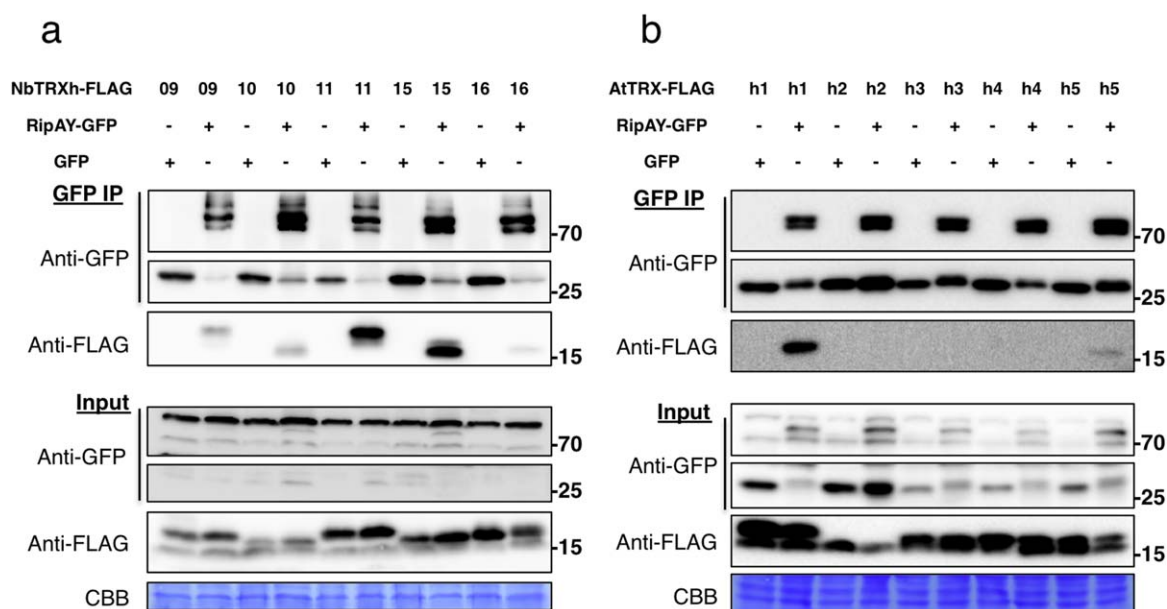 a
NbTRXh-FLAG 09 09 10 10 11 11 15 15 16 16
RipAY-GFP - + - + - + - + - +
GFP + - + - + - + - + -
GFP IP
Anti-GFP
-70
-25
Anti-FLAG
-15
Input
Anti-GFP
-70
-25
Anti-FLAG
-15
CBB
b
AtTRX-FLAG h1 h1 h2 h2 h3 h3 h4 h4 h5 h5
RipAY-GFP - + - + - + - + - +
GFP + - + - + - + - + -
GFP IP
Anti-GFP
-70
-25
Anti-FLAG
-15
Input
Anti-GFP
-70
-25
Anti-FLAG
-15
CBB